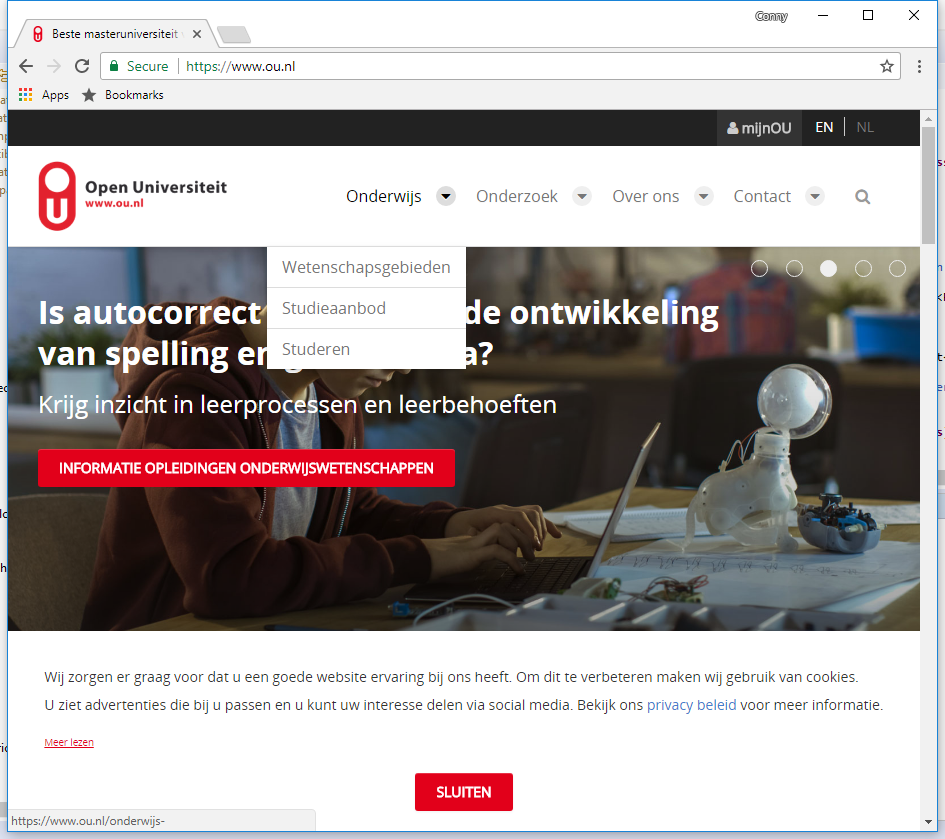 Conny
Beste masteruniversiteit
Secure https://www.ou.nl
Apps Bookmarks
mijnOU EN NL
Open Universiteit
www.ou.nl
Onderwijs Onderzoek Over ons Contact
Wetenschapsgebieden
Studieaanbod
Studeren
Is autocorrect de ontwikkeling
van spelling en
Krijg inzicht in leerprocessen en leerbehoeften
INFORMATIE OPLEIDINGEN ONDERWIJSWETENSCHAPPEN
Wij zorgen er graag voor dat u een goede website ervaring bij ons heeft. Om dit te verbeteren maken wij gebruik van cookies.
U ziet advertenties die bij u passen en u kunt uw interesse delen via social media. Bekijk ons privacy beleid voor meer informatie.
Meer lezen
SLUITEN
https://www.ou.nl/onderwijs-